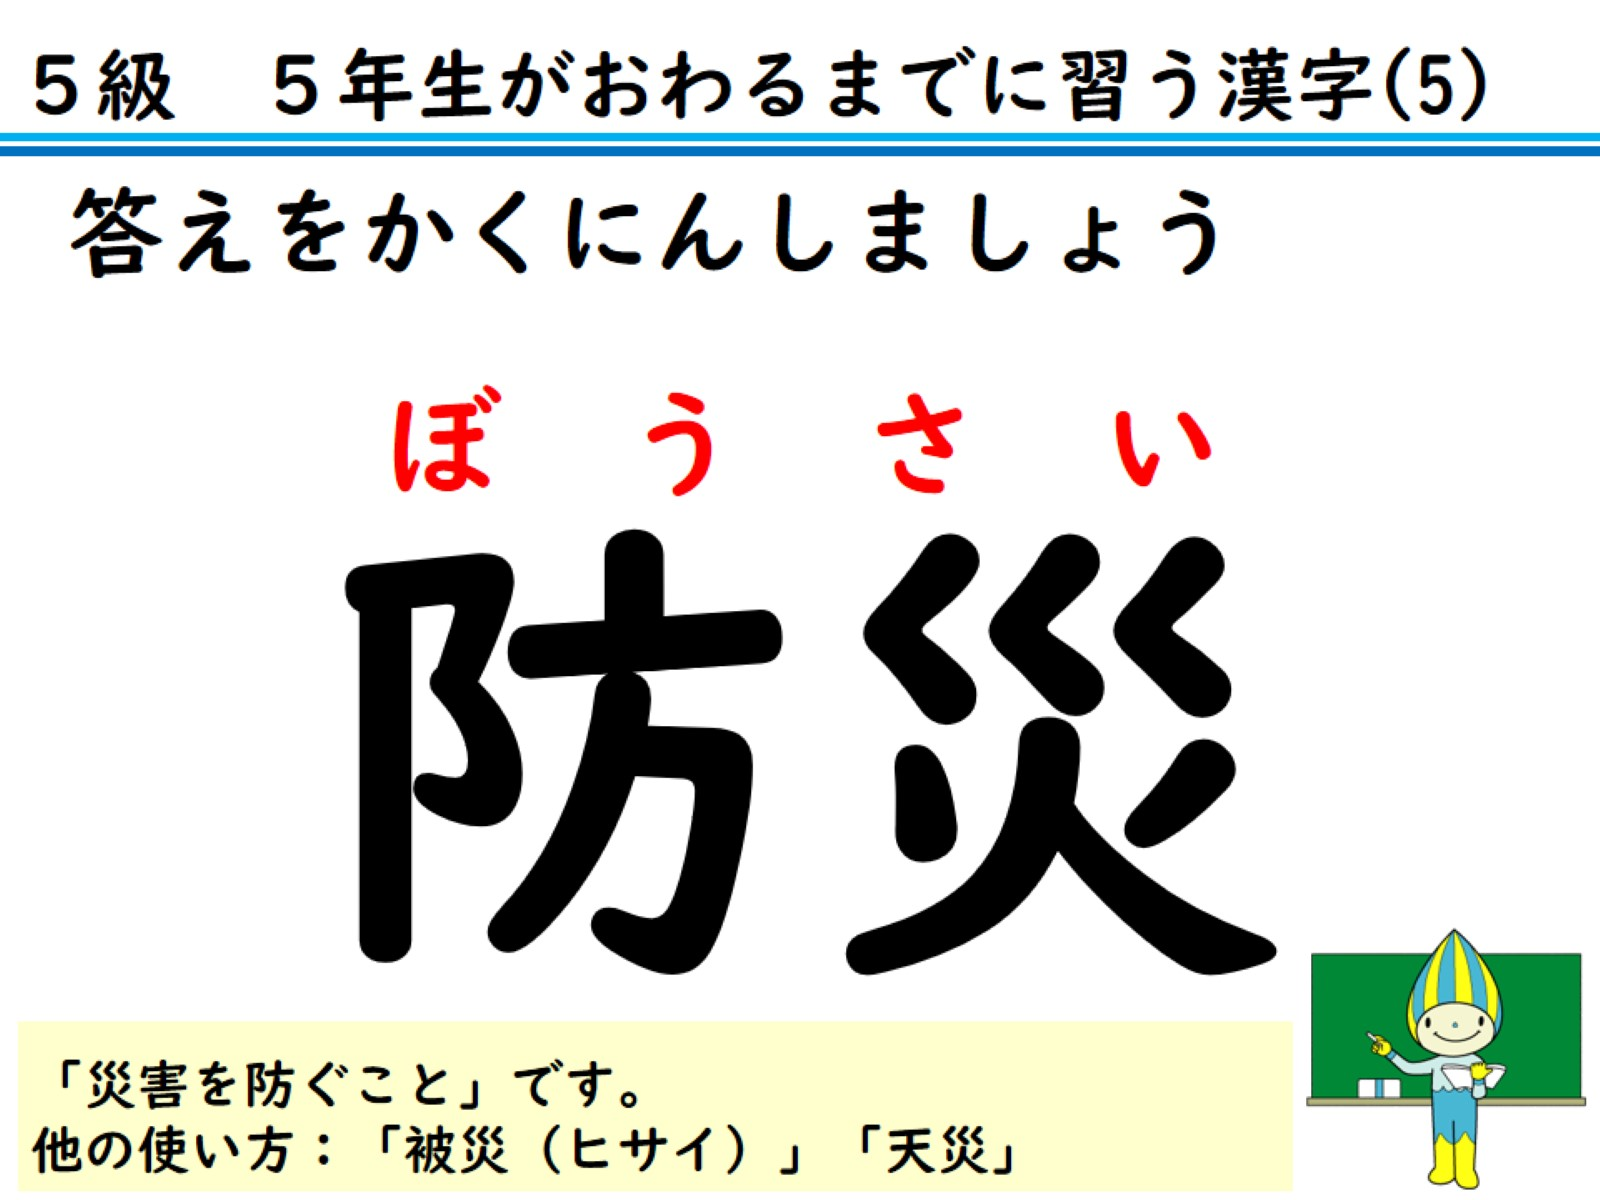 ５級　５年生がおわるまでに習う漢字(5)
答えをかくにんしましょう
ぼうさい
防災
「災害を防ぐこと」です。
他の使い方：「被災（ヒサイ）」「天災」